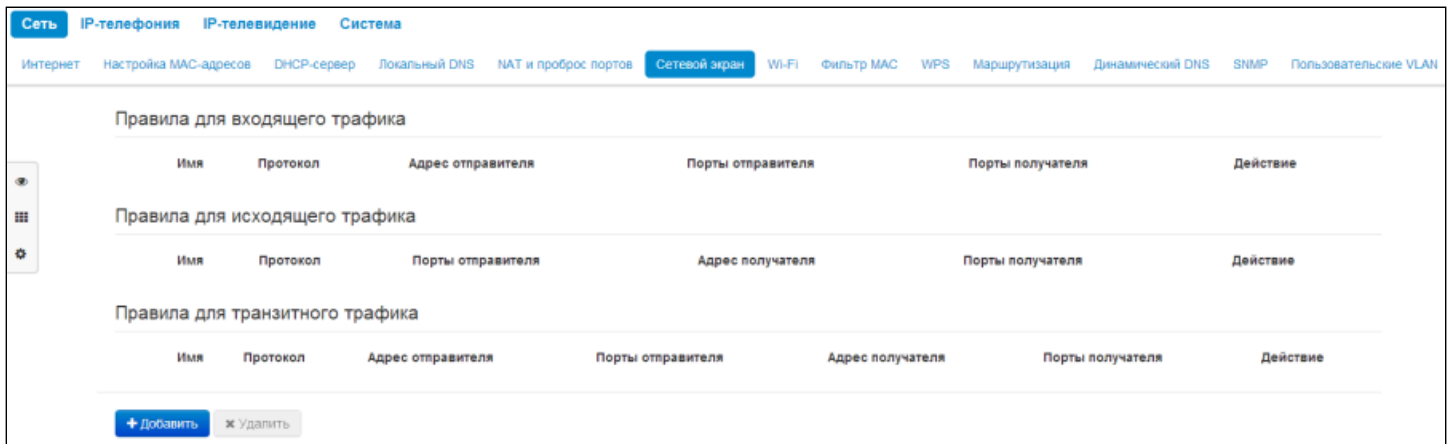 Сеть IP-телефония IP-телевидение Система
Интернет Настройка MAC-адресов DHCP-сервер Локальный DNS NAT и проброс портов Сетевой экран Wi-Fi Фильтр MAC WPS Маршрутизация Динамический DNS SNMP Пользовательские VLAN
Правила для входящего трафика
Имя Протокол Адрес отправителя Порты отправителя Порты получателя Действие
Правила для исходящего трафика
Имя Протокол Порты отправителя Адрес получателя Порты получателя Действие
Правила для транзитного трафика
Имя Протокол Адрес отправителя Порты отправителя Адрес получателя Порты получателя Действие
Добавить Удалить